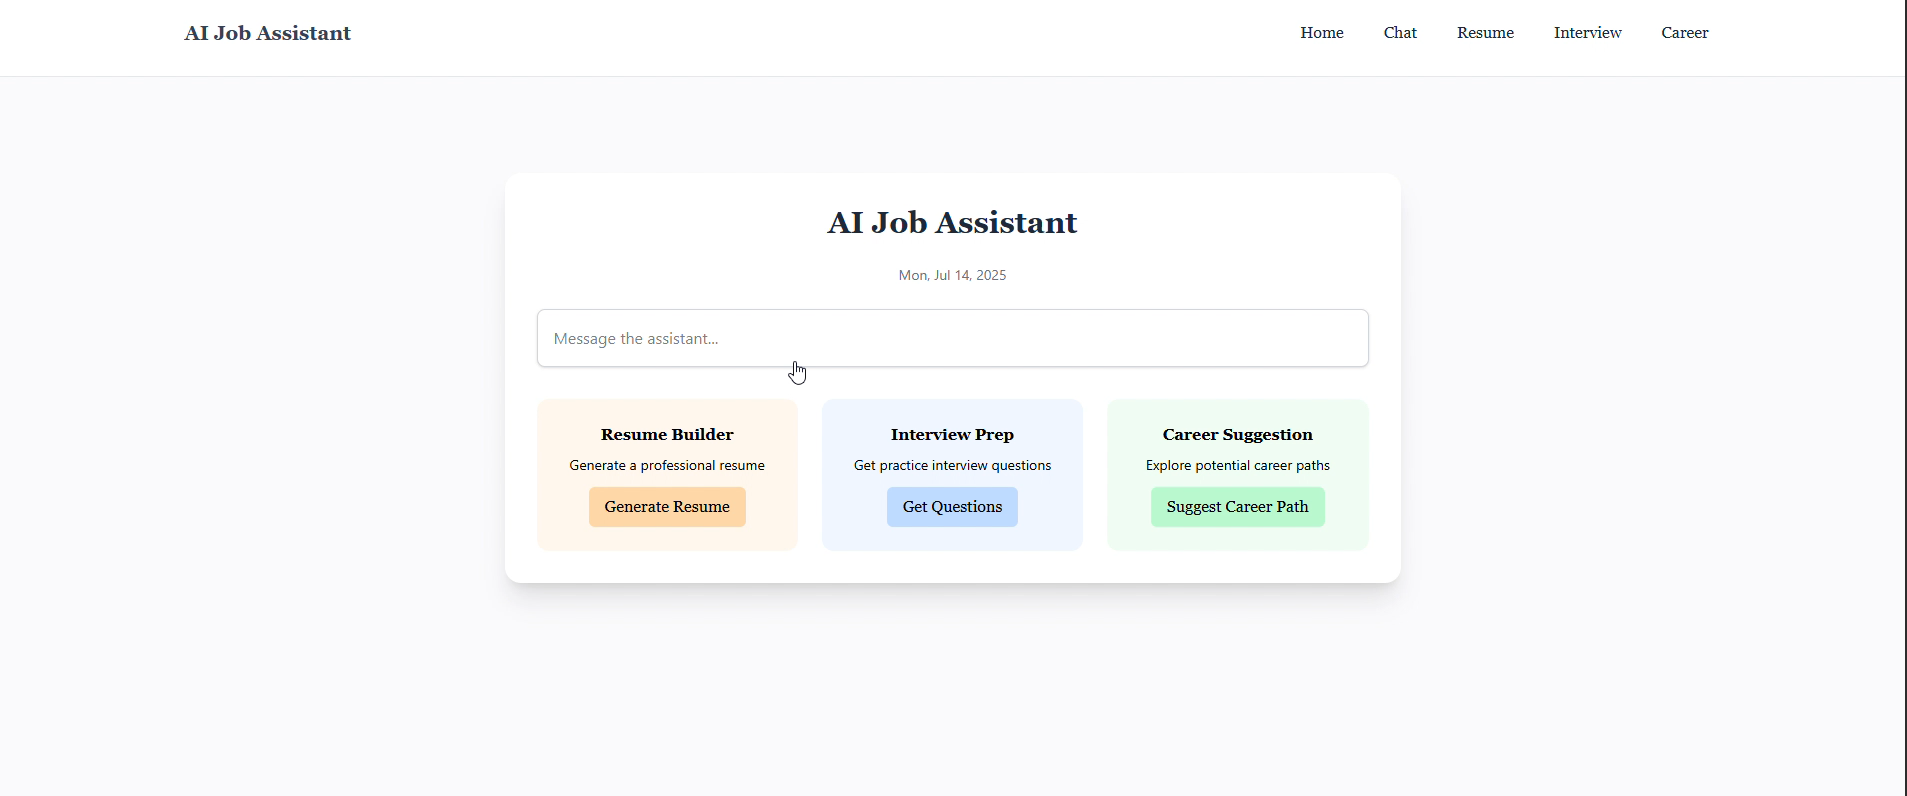 AI Job Assistant
Home Chat Resume Interview Career
AI Job Assistant
Mon, Jul 14, 2025
Message the assistant...
Resume Builder
Generate a professional resume
Generate Resume
Interview Prep
Get practice interview questions
Get Questions
Career Suggestion
Explore potential career paths
Suggest Career Path